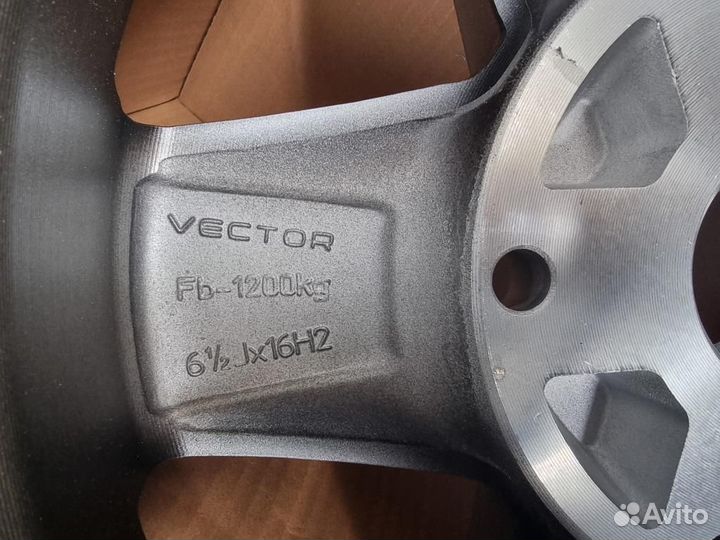 VECTOR
Fb-1200kg
6½Jx16H2
Avito